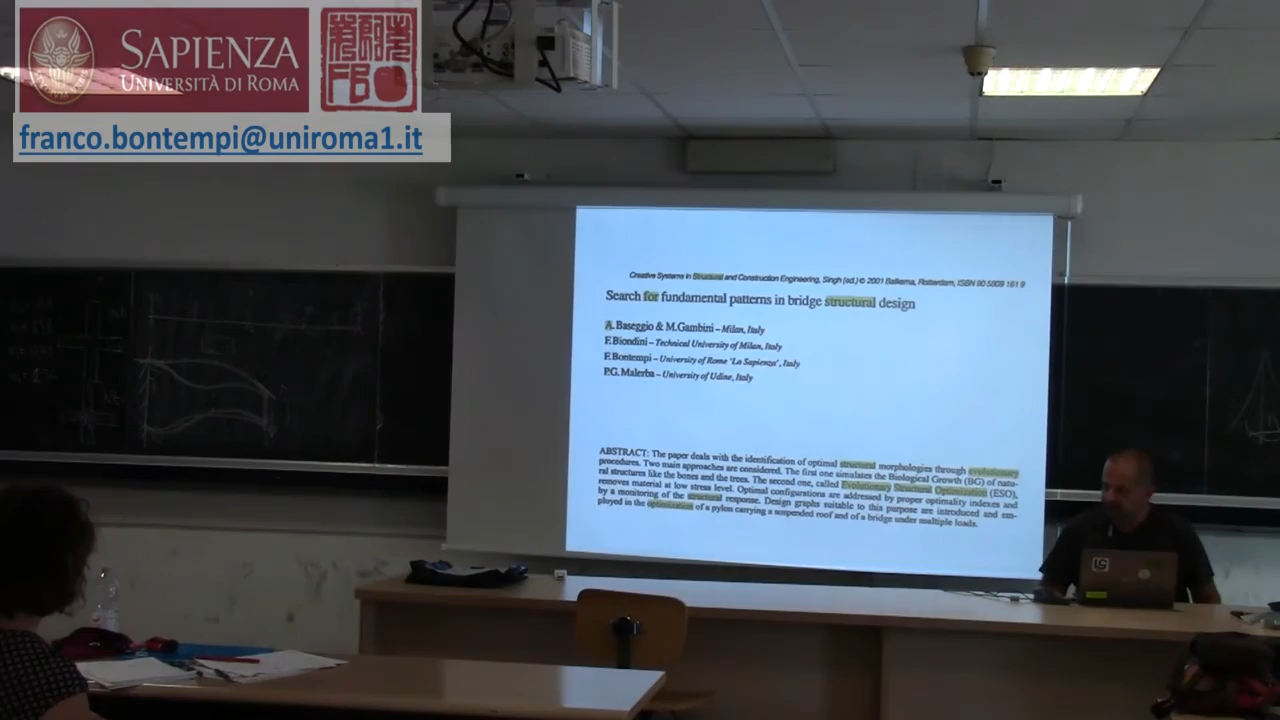 SAPIENZA
UNIVERSITÀ DI ROMA
FBO
franco.bontempi@uniroma1.it
Creative Systems in Structural and Construction Engineering, Singh (ed.) © 2001 Balkema, Rotterdam, ISBN 90 5809 161 9
Search for fundamental patterns in bridge structural design
A. Baseggio & M.Gambini – Milan, Italy
F. Biondini – Technical University of Milan, Italy
F. Bontempi – University of Rome 'La Sapienza', Italy
P.G. Malerba – University of Udine, Italy
ABSTRACT: The paper deals with the identification of optimal structural morphologies through evolutionary
procedures. Two main approaches are considered. The first one simulates the Biological Growth (BG) of natu-
ral structures like the bones and the trees. The second one, called Evolutionary Structural Optimization (ESO),
removes material at low stress level. Optimal configurations are addressed by proper optimality indexes and
by a monitoring of the structural response. Design graphs suitable to this purpose are introduced and em-
ployed in the optimization of a pylon carrying a suspended roof and of a bridge under multiple loads.